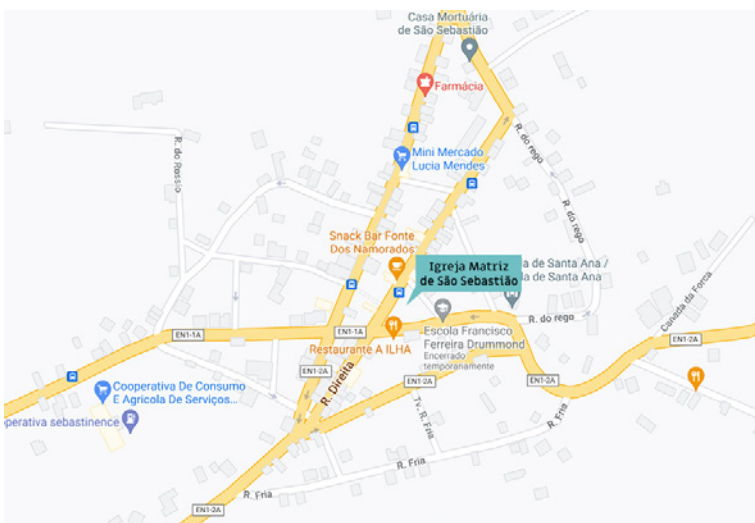 Casa Mortuária
de São Sebastião
Farmácia
R. do rego
Mini Mercado
Lucia Mendes
R. do Rossio
R. do rego
Snack Bar Fonte
Dos Namorados
Igreja Matriz
de São Sebastião
a de Santa Ana /
la de Santa Ana
Canada da Forca
R. do rego
EN1-1A
EN1-1A
Escola Francisco
Ferreira Drummond
Encerrado
temporariamente
EN1-2A
Restaurante A ILHA
EN1-2A
R. Direita
EN1-2A
EN1-2A
Cooperativa De Consumo
E Agricola De Serviços...
operativa sebastinence
Tv. R. Fria
R. Fria
R. Fria
R. Fria
EN1-2A